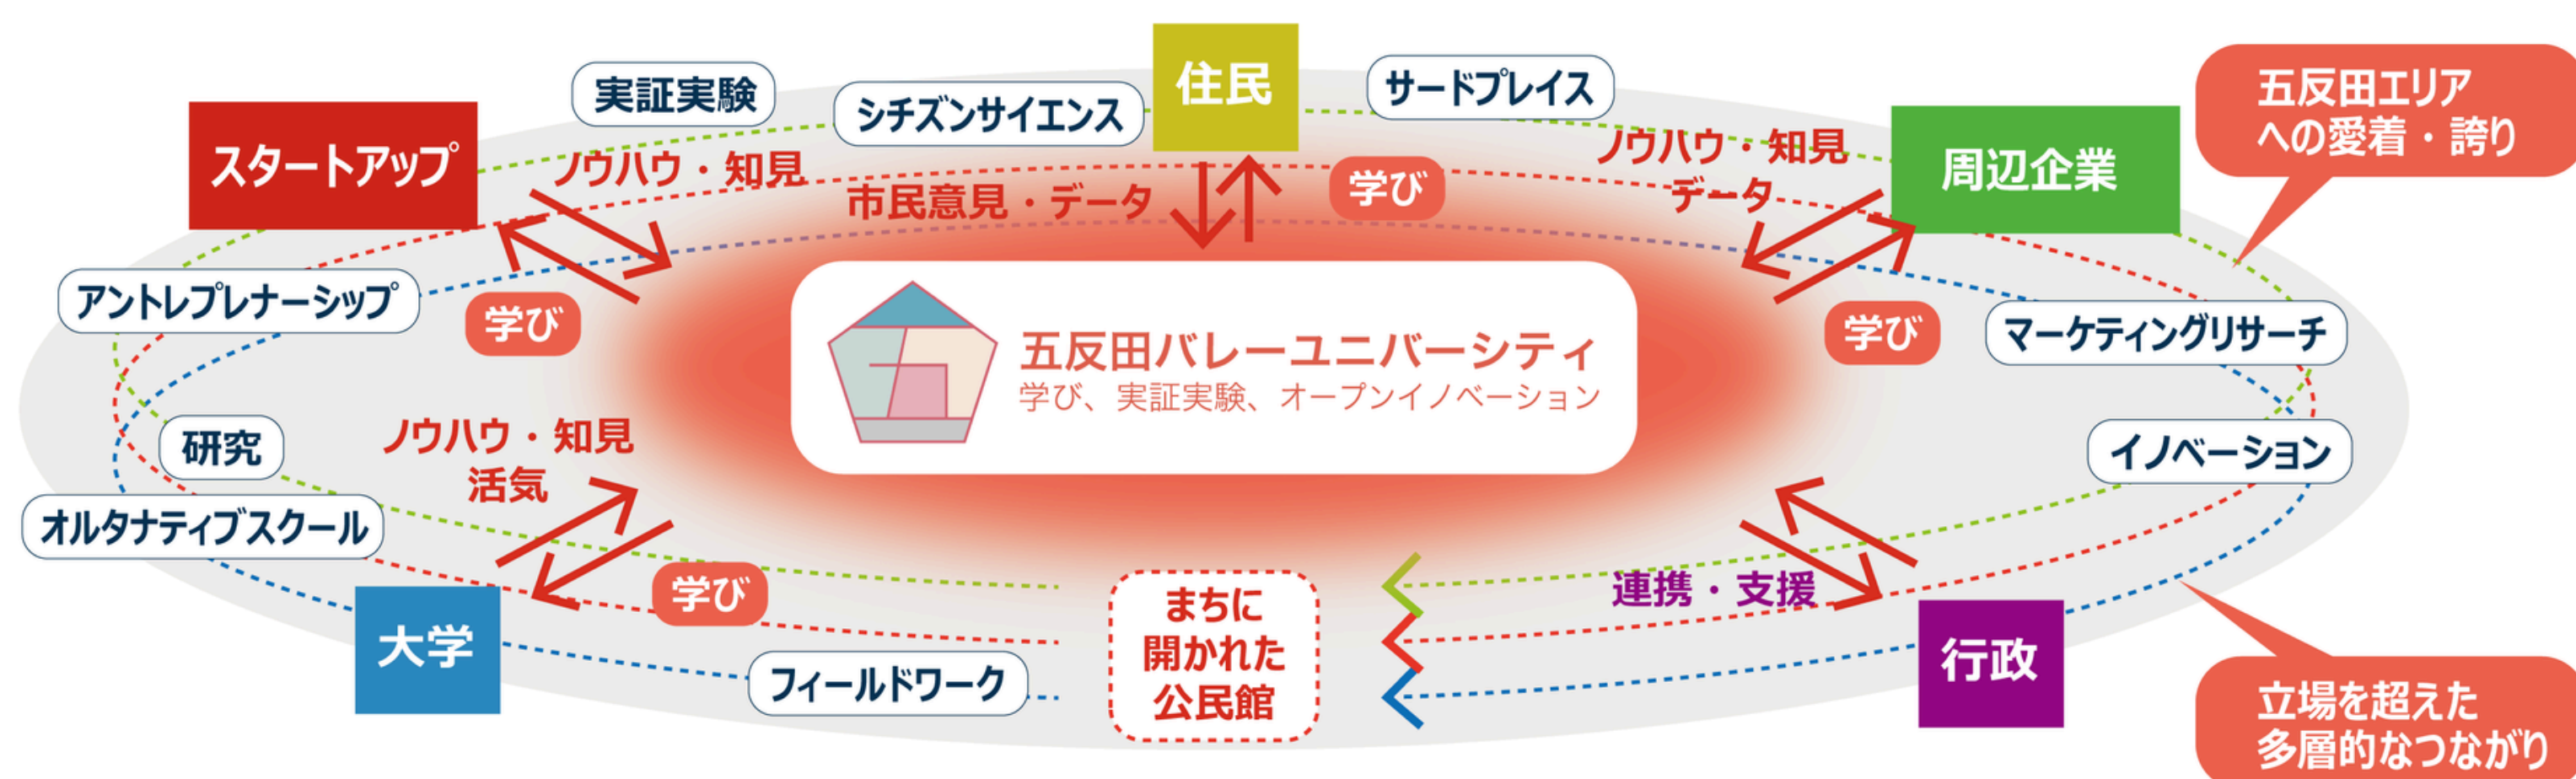 住民
サードプレイス
実証実験
シチズンサイエンス
スタートアップ
ノウハウ・知見
市民意見・データ
学び
ノウハウ・知見
データ
周辺企業
五反田エリア
への愛着・誇り
アントレプレナーシップ
学び
五反田バレーユニバーシティ
学び、実証実験、オープンイノベーション
学び
マーケティングリサーチ
研究
ノウハウ・知見
活気
イノベーション
オルタナティブスクール
大学
学び
フィールドワーク
まちに
開かれた
公民館
連携・支援
行政
立場を超えた
多層的なつながり